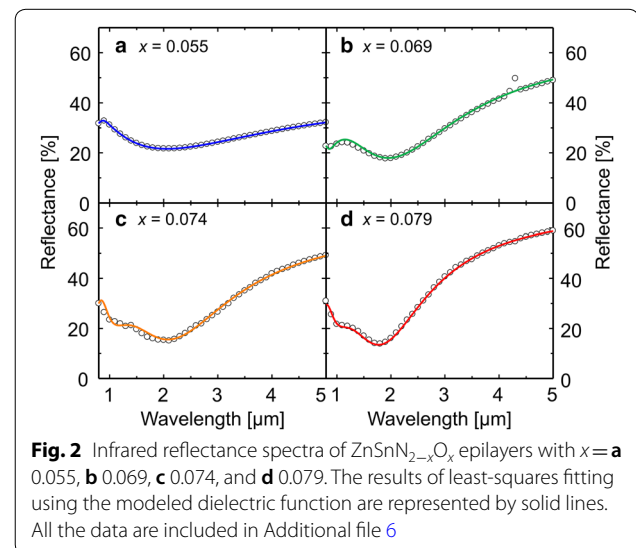 a x = 0.055
b x = 0.069
60
40
20
0
Reflectance [%]
60
40
20
0
Reflectance [%]
c x = 0.074
d x = 0.079
60
40
20
0
Reflectance [%]
60
40
20
0
Reflectance [%]
1 2 3 4 5
Wavelength [µm]
1 2 3 4 5
Wavelength [µm]
Fig. 2 Infrared reflectance spectra of ZnSnN2−xOx epilayers with x = a
0.055, b 0.069, c 0.074, and d 0.079. The results of least-squares fitting
using the modeled dielectric function are represented by solid lines.
All the data are included in Additional file 6